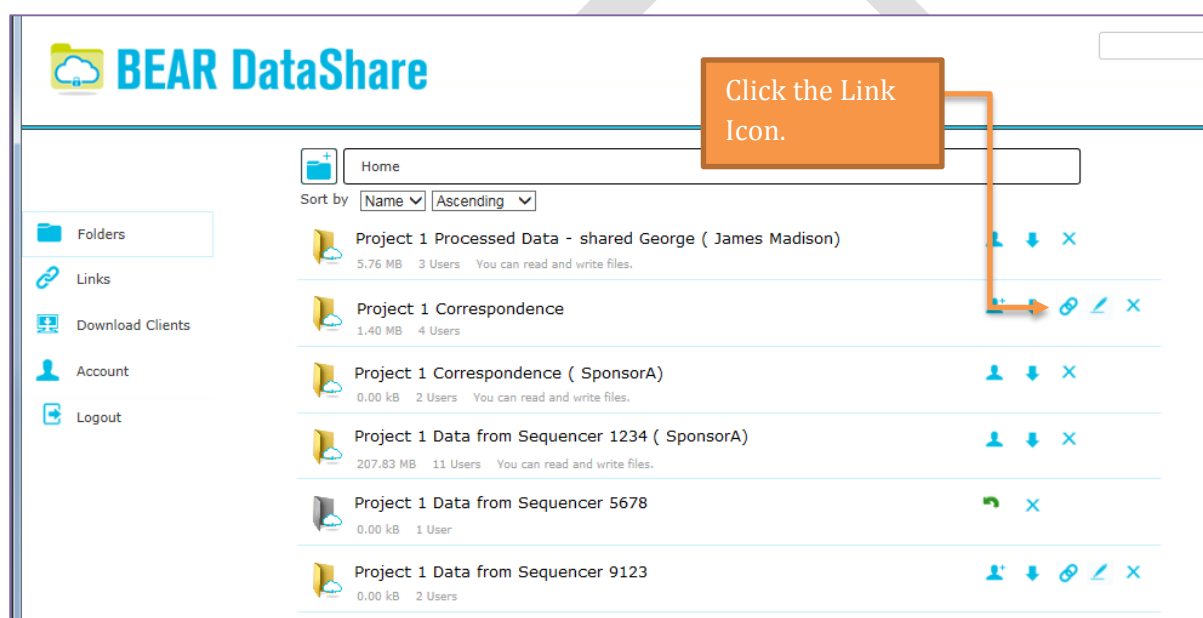 BEAR DataShare
Click the Link
Icon.
Home
Sort by Name Ascending
Folders
Links
Download Clients
Account
Logout
Project 1 Processed Data - shared George ( James Madison)
5.76 MB 3 Users You can read and write files.
Project 1 Correspondence
1.40 MB 4 Users
Project 1 Correspondence ( SponsorA)
0.00 kB 2 Users You can read and write files.
Project 1 Data from Sequencer 1234 ( SponsorA)
207.83 MB 11 Users You can read and write files.
Project 1 Data from Sequencer 5678
0.00 kB 1 User
Project 1 Data from Sequencer 9123
0.00 kB 2 Users